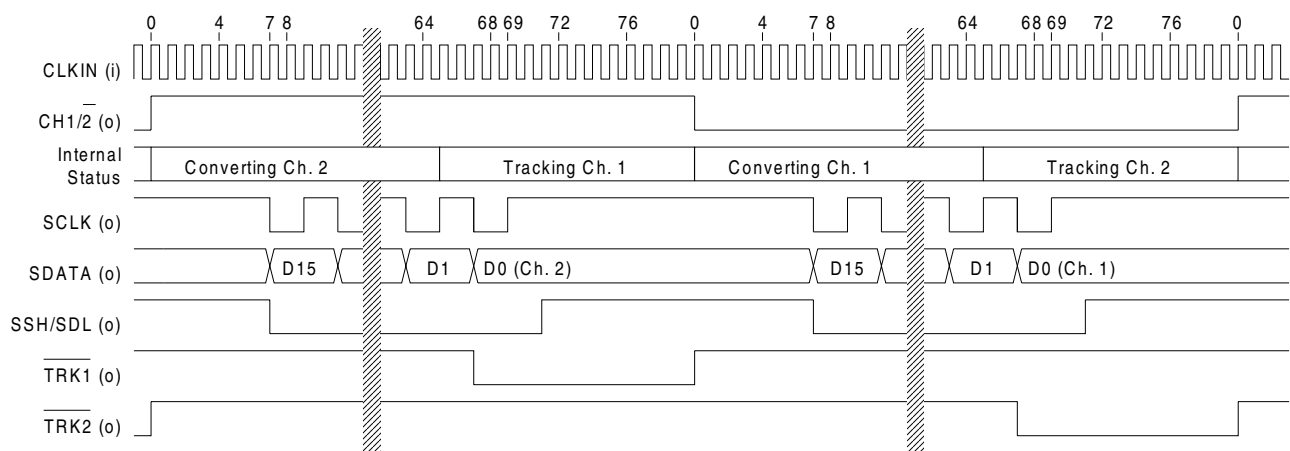 0 4 7 8 64 68 69 72 76 0 4 7 8 64 68 69 72 76 0
CLKIN (i)
CH1/2̅ (o)
Internal
Status
Converting Ch. 2 Tracking Ch. 1 Converting Ch. 1 Tracking Ch. 2
SCLK (o)
SDATA (o) D15 D1 D0 (Ch. 2) D15 D1 D0 (Ch. 1)
SSH/SDL (o)
T̅R̅K̅1̅ (o)
T̅R̅K̅2̅ (o)